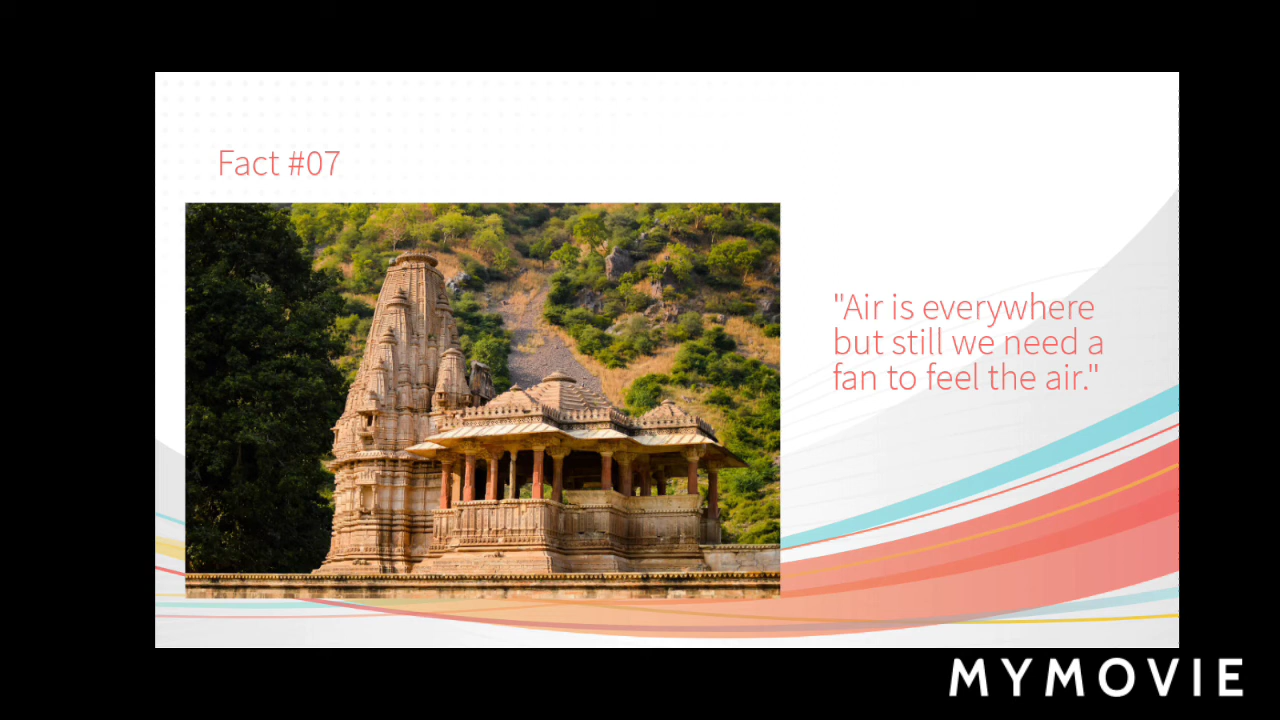 Fact #07
"Air is everywhere
but still we need a
fan to feel the air."
MYMOVIE